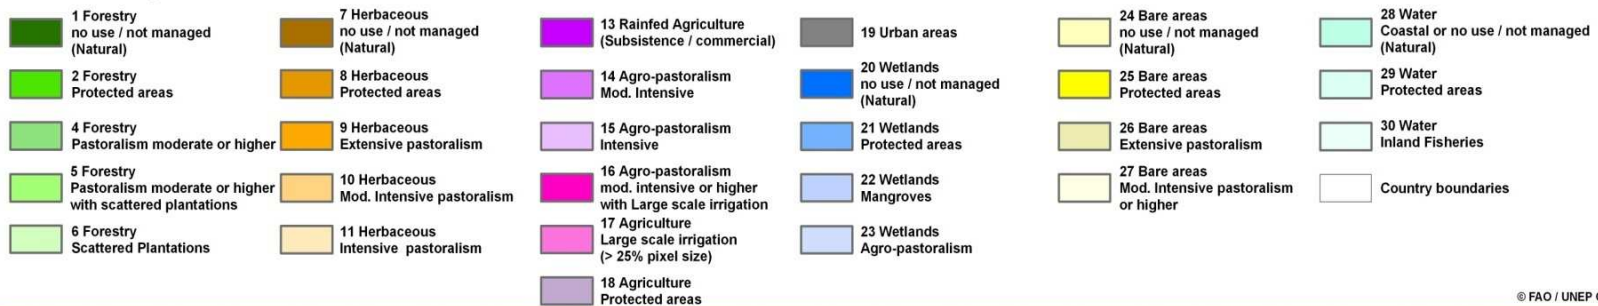 1 Forestry
no use / not managed
(Natural)
2 Forestry
Protected areas
4 Forestry
Pastoralism moderate or higher
5 Forestry
Pastoralism moderate or higher
with scattered plantations
6 Forestry
Scattered Plantations
7 Herbaceous
no use / not managed
(Natural)
8 Herbaceous
Protected areas
9 Herbaceous
Extensive pastoralism
10 Herbaceous
Mod. Intensive pastoralism
11 Herbaceous
Intensive pastoralism
13 Rainfed Agriculture
(Subsistence / commercial)
14 Agro-pastoralism
Mod. Intensive
15 Agro-pastoralism
Intensive
16 Agro-pastoralism
mod. intensive or higher
with Large scale irrigation
17 Agriculture
Large scale irrigation
(> 25% pixel size)
18 Agriculture
Protected areas
19 Urban areas
20 Wetlands
no use / not managed
(Natural)
21 Wetlands
Protected areas
22 Wetlands
Mangroves
23 Wetlands
Agro-pastoralism
24 Bare areas
no use / not managed
(Natural)
25 Bare areas
Protected areas
26 Bare areas
Extensive pastoralism
27 Bare areas
Mod. Intensive pastoralism
or higher
28 Water
Coastal or no use / not managed
(Natural)
29 Water
Protected areas
30 Water
Inland Fisheries
Country boundaries
© FAO / UNEP